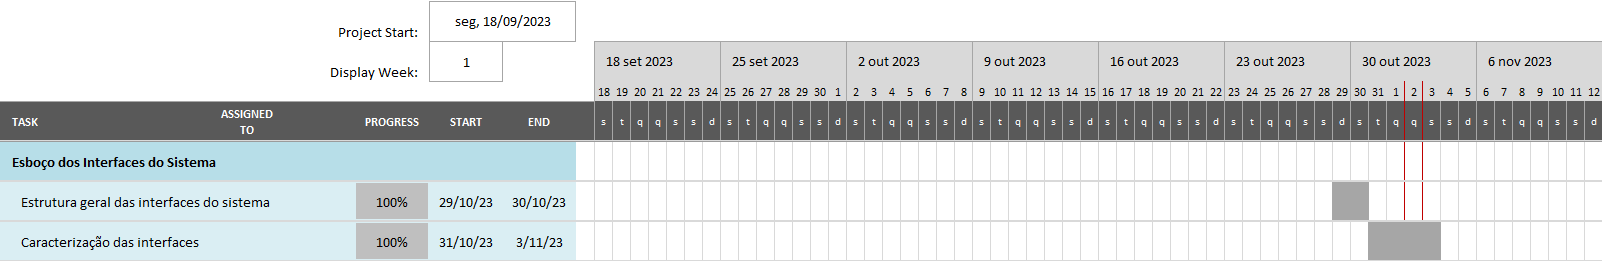 Project Start: seg, 18/09/2023
Display Week: 1
18 set 2023 25 set 2023 2 out 2023 9 out 2023 16 out 2023 23 out 2023 30 out 2023 6 nov 2023
18 19 20 21 22 23 24 25 26 27 28 29 30 1 2 3 4 5 6 7 8 9 10 11 12 13 14 15 16 17 18 19 20 21 22 23 24 25 26 27 28 29 30 31 1 2 3 4 5 6 7 8 9 10 11 12
TASK ASSIGNED TO PROGRESS START END s t q q s s d s t q q s s d s t q q s s d s t q q s s d s t q q s s d s t q q s s d s t q q s s d s t q q s s d
Esboço dos Interfaces do Sistema
Estrutura geral das interfaces do sistema 100% 29/10/23 30/10/23
Caracterização das interfaces 100% 31/10/23 3/11/23